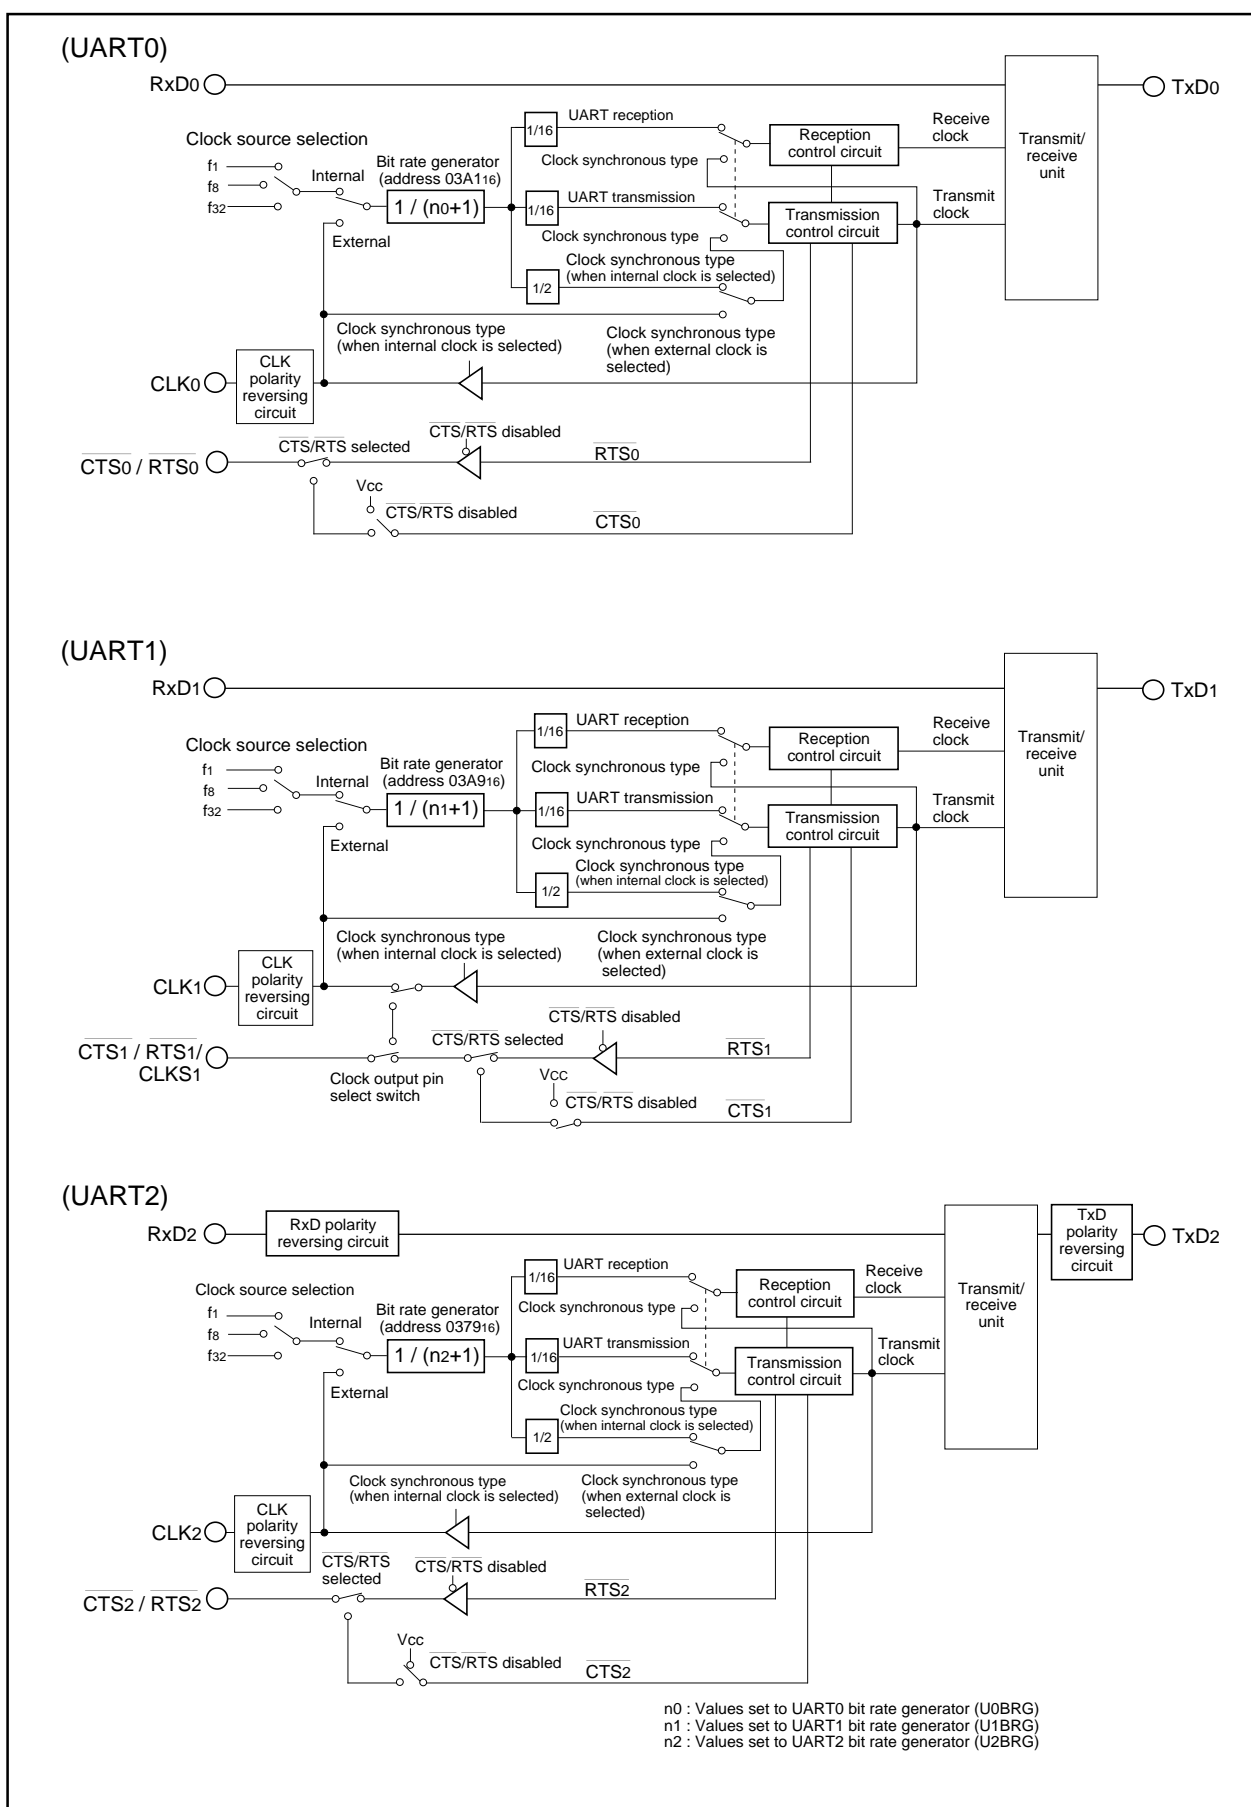 (UART0)
RxD0
TxD0
Clock source selection
f1
f8
f32
Internal
External
Bit rate generator
(address 03A116)
1 / (n0+1)
1/16
UART reception
Clock synchronous type
1/16
UART transmission
Clock synchronous type
Clock synchronous type
(when internal clock is selected)
1/2
Reception
control circuit
Transmission
control circuit
Receive
clock
Transmit
clock
Transmit/
receive
unit
Clock synchronous type
(when internal clock is selected)
Clock synchronous type
(when external clock is
selected)
CLK0
CLK
polarity
reversing
circuit
CTS0 / RTS0
CTS/RTS selected
CTS/RTS disabled
RTS0
Vcc
CTS/RTS disabled
CTS0
(UART1)
RxD1
TxD1
Clock source selection
f1
f8
f32
Internal
External
Bit rate generator
(address 03A916)
1 / (n1+1)
1/16
UART reception
Clock synchronous type
1/16
UART transmission
Clock synchronous type
Clock synchronous type
(when internal clock is selected)
1/2
Reception
control circuit
Transmission
control circuit
Receive
clock
Transmit
clock
Transmit/
receive
unit
Clock synchronous type
(when internal clock is selected)
Clock synchronous type
(when external clock is
selected)
CLK1
CLK
polarity
reversing
circuit
CTS1 / RTS1/
CLKS1
Clock output pin
select switch
CTS/RTS selected
CTS/RTS disabled
RTS1
VCC
CTS/RTS disabled
CTS1
(UART2)
RxD2
RxD polarity
reversing circuit
TxD
polarity
reversing
circuit
TxD2
Clock source selection
f1
f8
f32
Internal
External
Bit rate generator
(address 037916)
1 / (n2+1)
1/16
UART reception
Clock synchronous type
1/16
UART transmission
Clock synchronous type
Clock synchronous type
(when internal clock is selected)
1/2
Reception
control circuit
Transmission
control circuit
Receive
clock
Transmit
clock
Transmit/
receive
unit
Clock synchronous type
(when internal clock is selected)
Clock synchronous type
(when external clock is
selected)
CLK2
CLK
polarity
reversing
circuit
CTS2 / RTS2
CTS/RTS
selected
CTS/RTS disabled
RTS2
Vcc
CTS/RTS disabled
CTS2
n0 : Values set to UART0 bit rate generator (U0BRG)
n1 : Values set to UART1 bit rate generator (U1BRG)
n2 : Values set to UART2 bit rate generator (U2BRG)